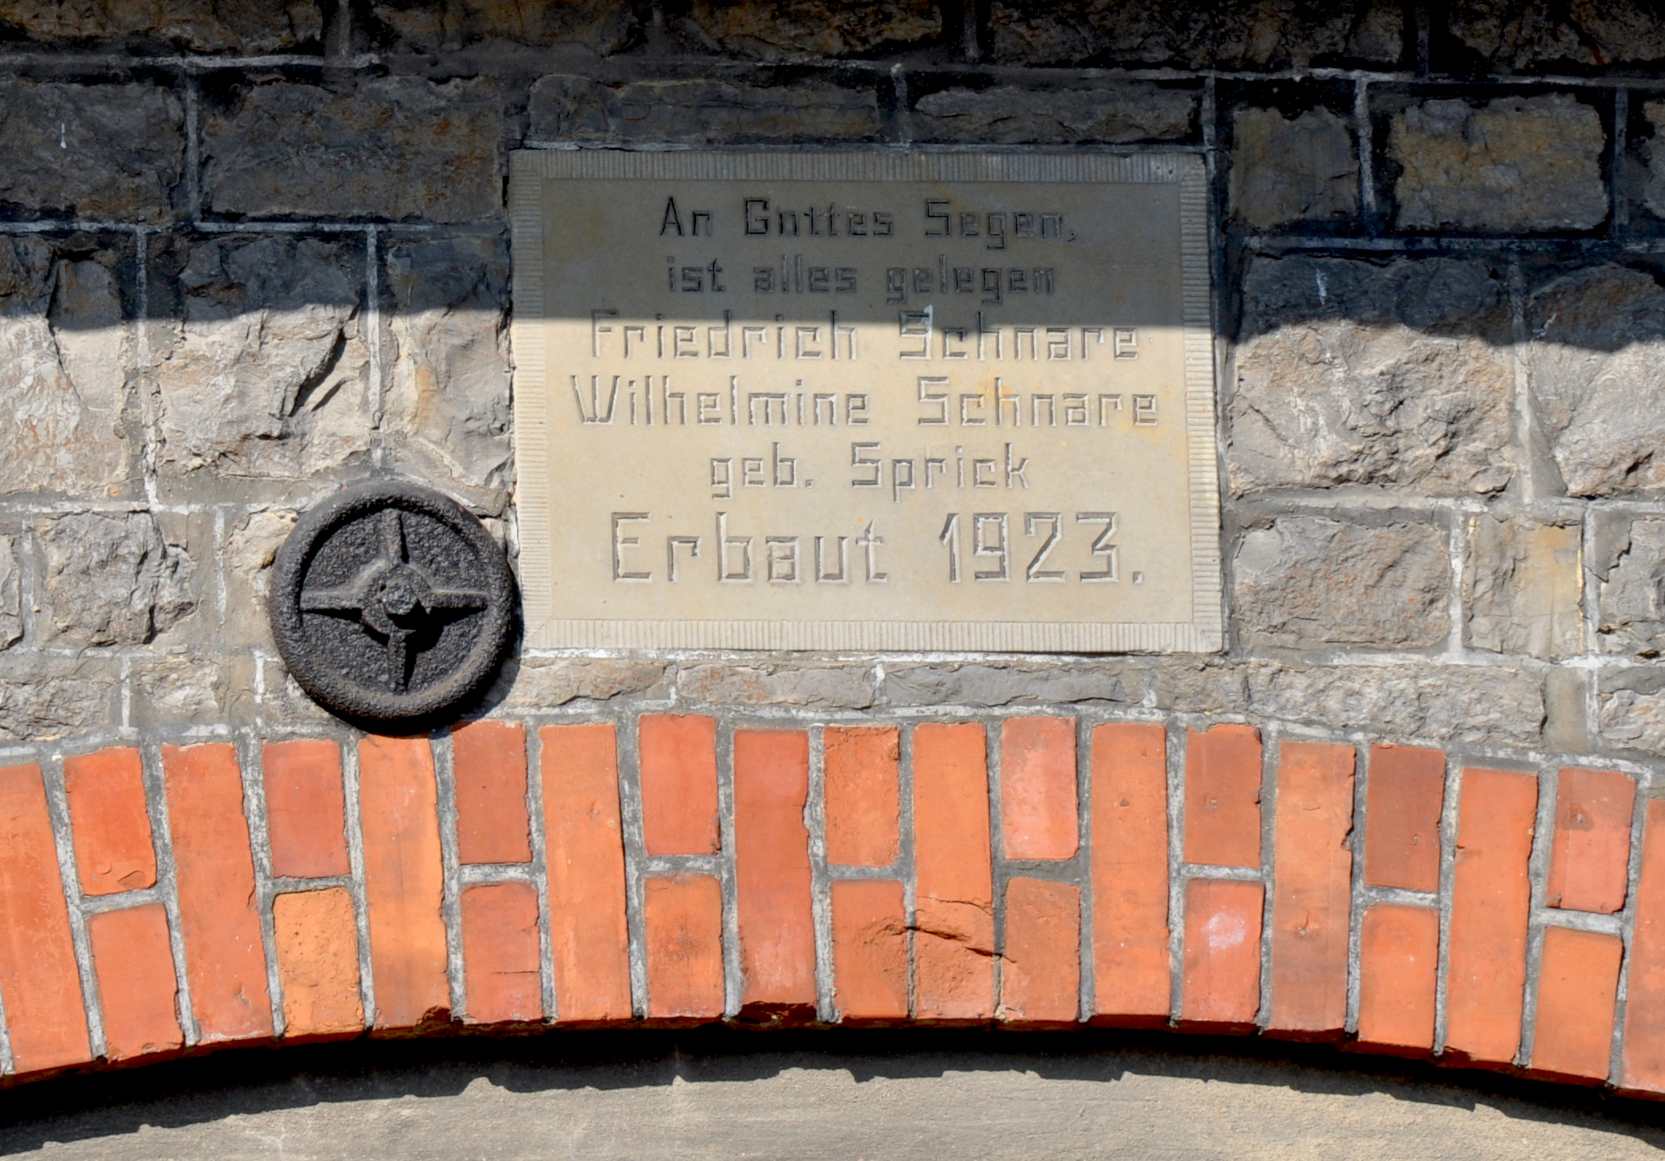 An Gottes Segen,
ist alles gelegen
Friedrich Schnare
Wilhelmine Schnare
geb. Sprick
Erbaut 1923.